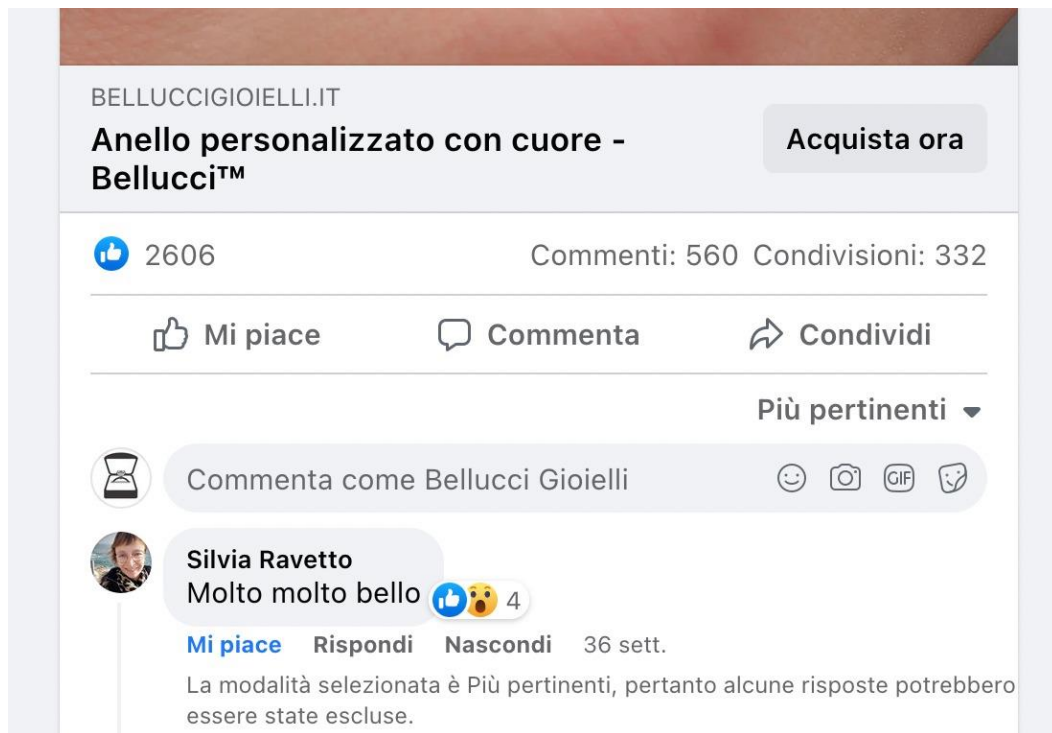 BELLUCCIGIOIELLI.IT
Anello personalizzato con cuore -
Bellucci™
Acquista ora
2606
Commenti: 560 Condivisioni: 332
Mi piace
Commenta
Condividi
Più pertinenti
Commenta come Bellucci Gioielli
GIF
Silvia Ravetto
Molto molto bello
4
Mi piace Rispondi Nascondi 36 sett.
La modalità selezionata è Più pertinenti, pertanto alcune risposte potrebbero
essere state escluse.